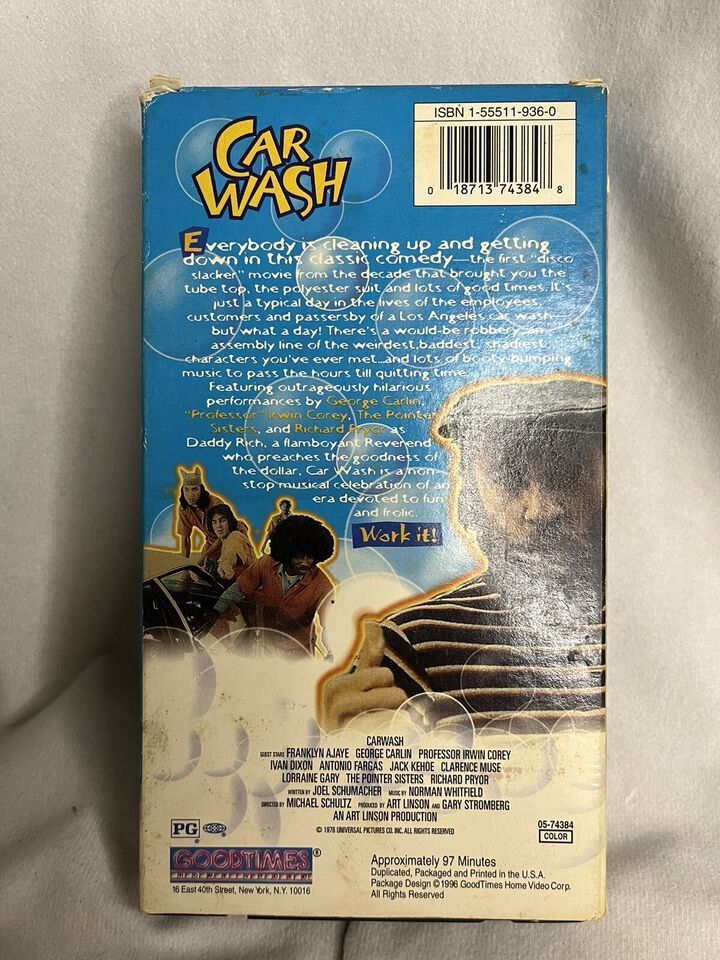 CAR
WASH
ISBN 1-55511-936-0
0 18713 74384 8
Everybody is cleaning up and getting
down in this classic comedy—the first "disco
slacker" movie from the decade that brought you the
tube top, the polyester suit and lots of good times. It's
just a typical day in the lives of the employees,
customers and passersby of a Los Angeles car wash—
but what a day! There's a would-be robbery, an
assembly line of the weirdest, baddest, shadiest
characters you've ever met...and lots of booty-bumping
music to pass the hours till quitting time.
Featuring outrageously hilarious
performances by George Carlin,
"Professor" Irwin Corey, The Pointer
Sisters, and Richard Pryor as
Daddy Rich, a flamboyant Reverend
who preaches the goodness of
the dollar, Car Wash is a non-
stop musical celebration of an
era devoted to fun
and frolic.
Work it!
CARWASH
GUEST STARS FRANKLYN AJAYE GEORGE CARLIN PROFESSOR IRWIN COREY
IVAN DIXON ANTONIO FARGAS JACK KEHOE CLARENCE MUSE
LORRAINE GARY THE POINTER SISTERS RICHARD PRYOR
WRITTEN BY JOEL SCHUMACHER MUSIC BY NORMAN WHITFIELD
DIRECTED BY MICHAEL SCHULTZ PRODUCED BY ART LINSON AND GARY STROMBERG
AN ART LINSON PRODUCTION
© 1976 UNIVERSAL PICTURES CO. INC. ALL RIGHTS RESERVED
05-74384
COLOR
PG ®
GOODTIMES ®
16 East 40th Street, New York, N.Y. 10016
Approximately 97 Minutes
Duplicated, Packaged and Printed in the U.S.A.
Package Design © 1996 GoodTimes Home Video Corp.
All Rights Reserved